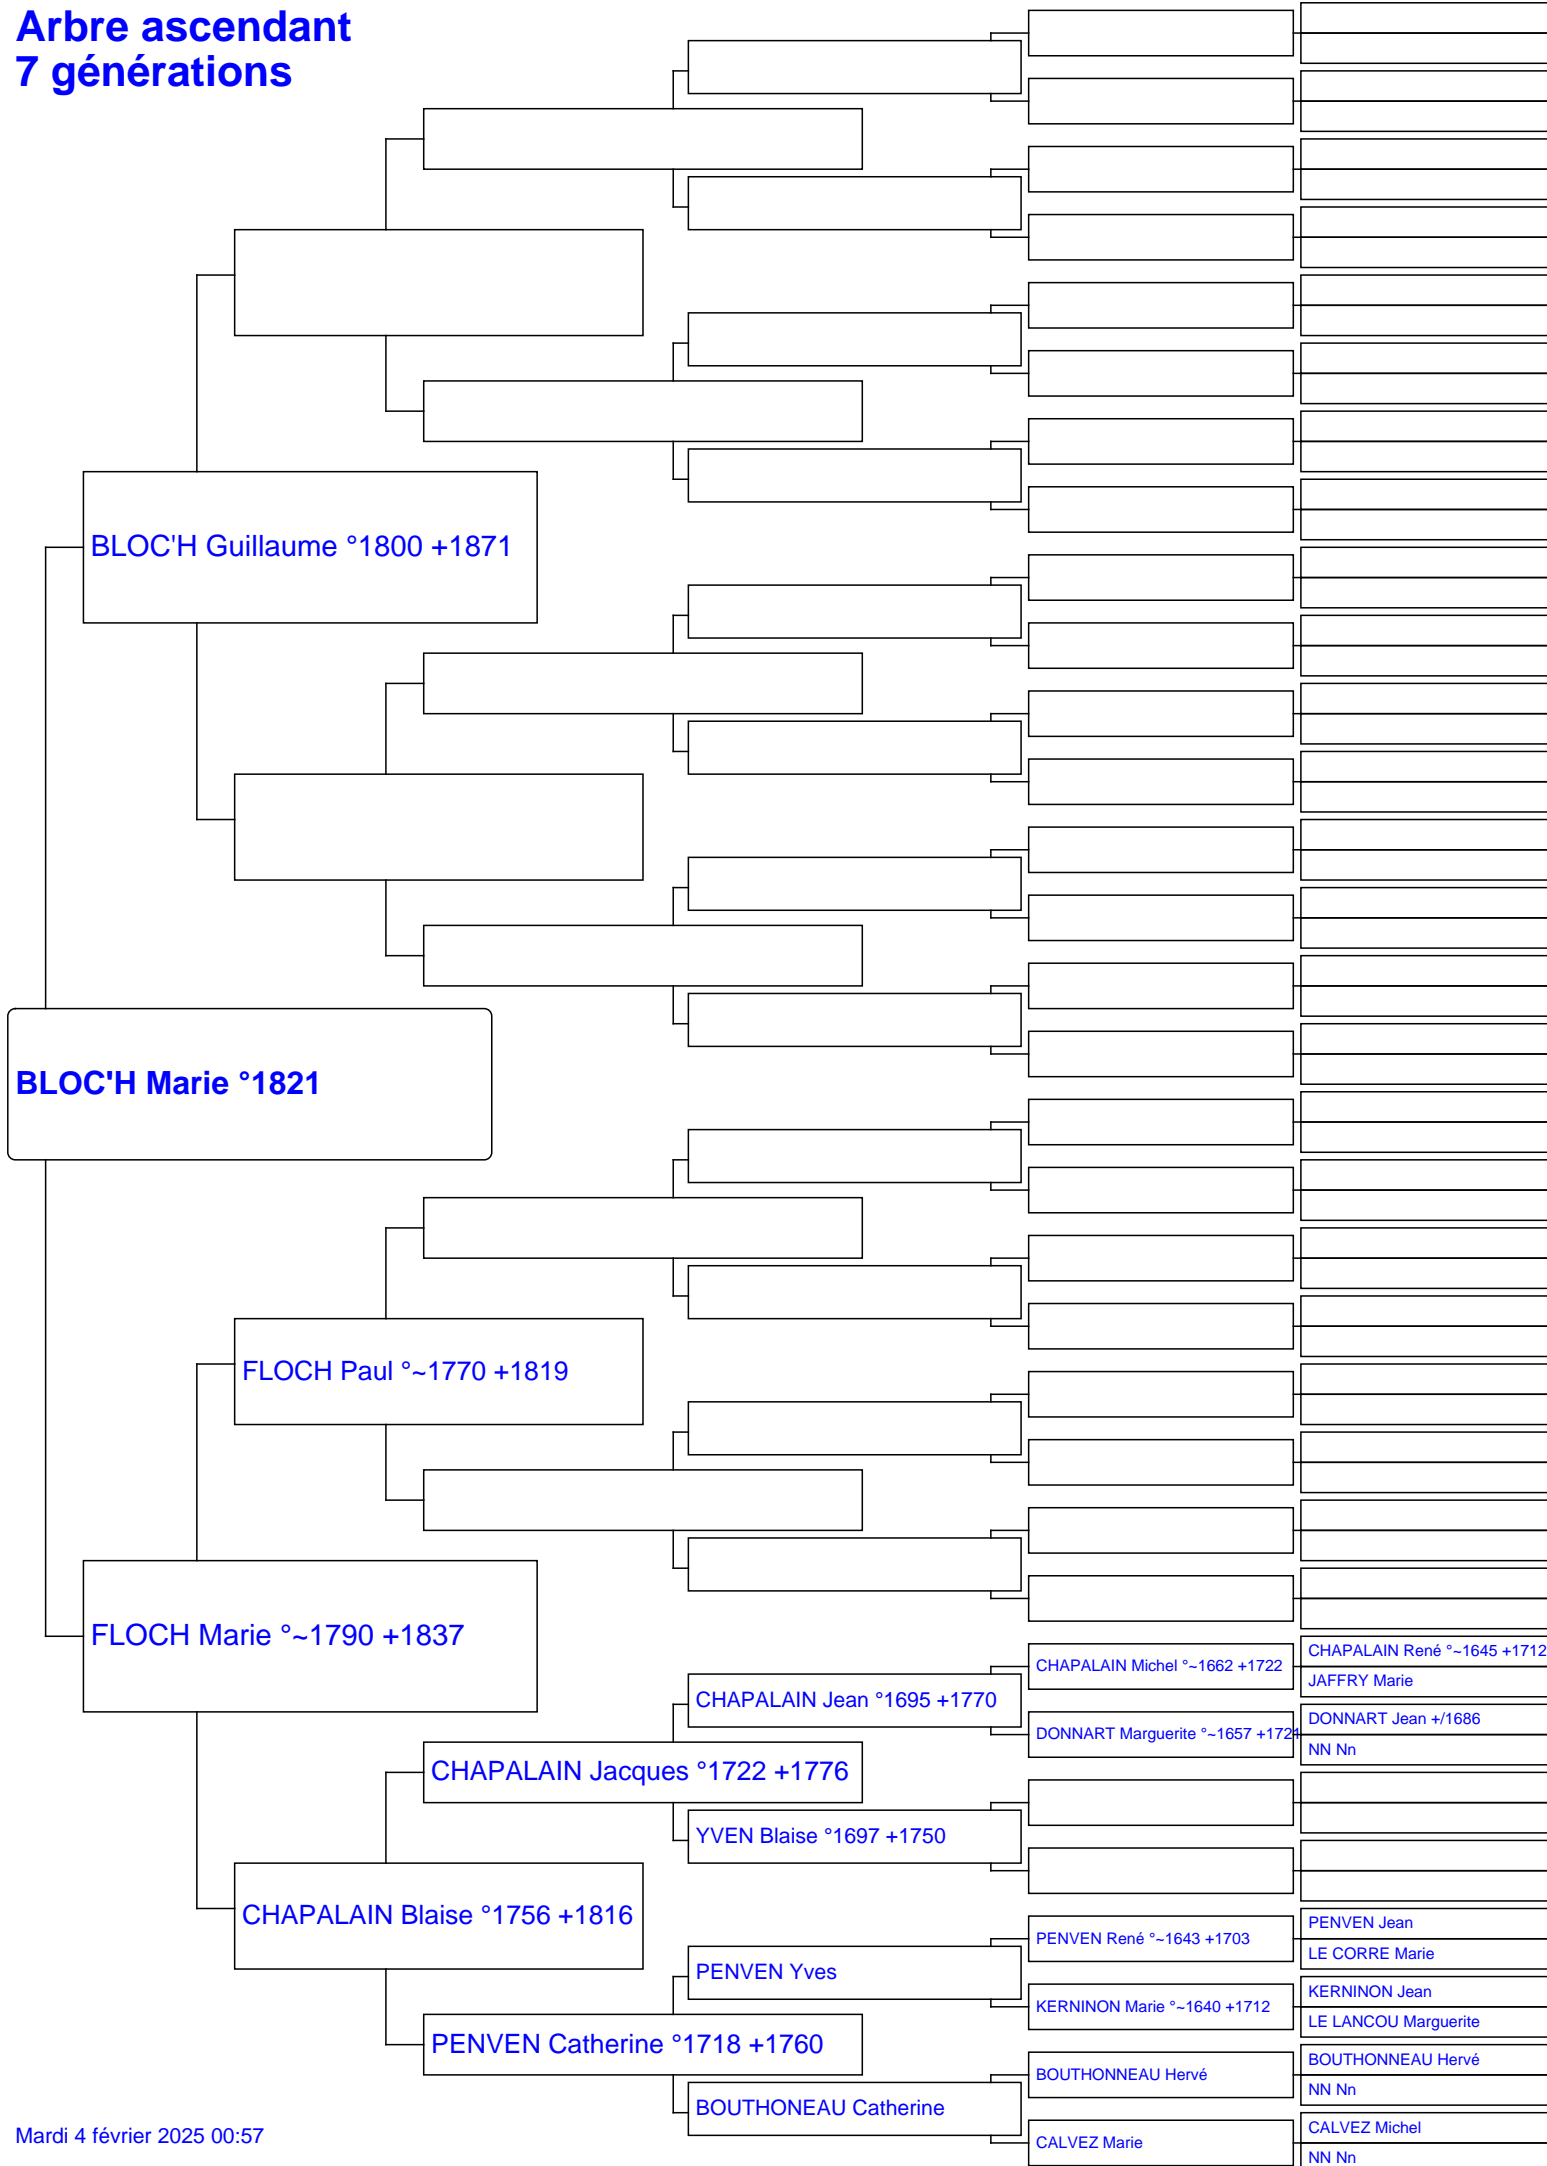 Arbre ascendant
7 générations
BLOC'H Guillaume °1800 +1871
BLOC'H Marie °1821
FLOCH Paul °~1770 +1819
FLOCH Marie °~1790 +1837
CHAPALAIN René °~1645 +1712
CHAPALAIN Michel °~1662 +1722
JAFFRY Marie
CHAPALAIN Jean °1695 +1770
DONNART Jean +/1686
DONNART Marguerite °~1657 +1721
NN Nn
CHAPALAIN Jacques °1722 +1776
YVEN Blaise °1697 +1750
CHAPALAIN Blaise °1756 +1816
PENVEN Jean
PENVEN René °~1643 +1703
LE CORRE Marie
PENVEN Yves
KERNINON Jean
KERNINON Marie °~1640 +1712
LE LANCOU Marguerite
PENVEN Catherine °1718 +1760
BOUTHONNEAU Hervé
BOUTHONNEAU Hervé
NN Nn
BOUTHONEAU Catherine
CALVEZ Michel
CALVEZ Marie
NN Nn
Mardi 4 février 2025 00:57